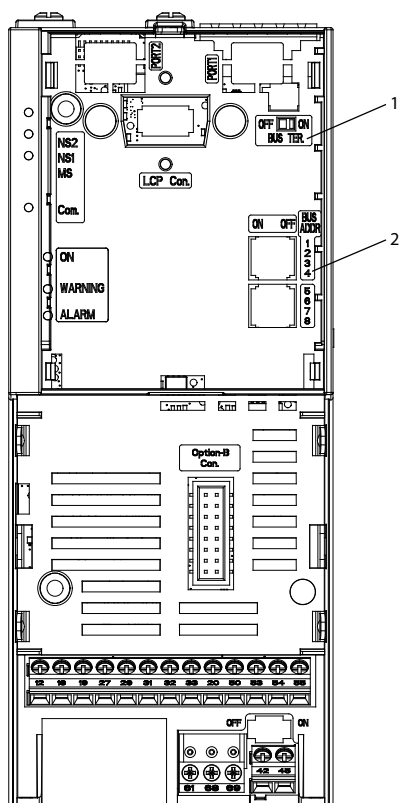 PORT2
PORT1
1
OFF ON
BUS TER.
NS2
NS1
MS
Com.
LCP Con.
ON OFF
BUS ADDR
1
2
3
4
2
5
6
7
8
ON
WARNING
ALARM
Option-B
Con.
12 18 19 27 29 31 32 33 20 50 53 54 55
OFF ON
61 68 69
42 45